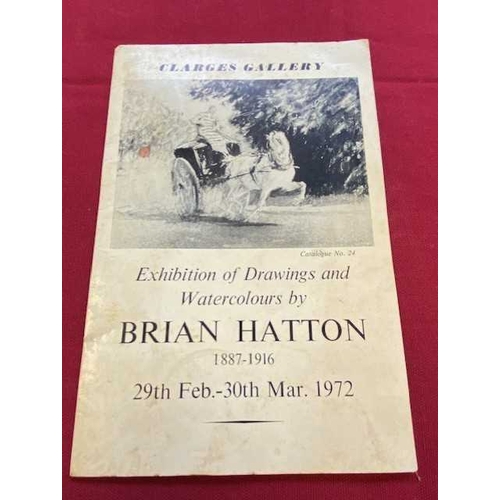 CLARGES GALLERY
Catalogue No. 24
Exhibition of Drawings and
Watercolours by
BRIAN HATTON
1887-1916
29th Feb.-30th Mar. 1972